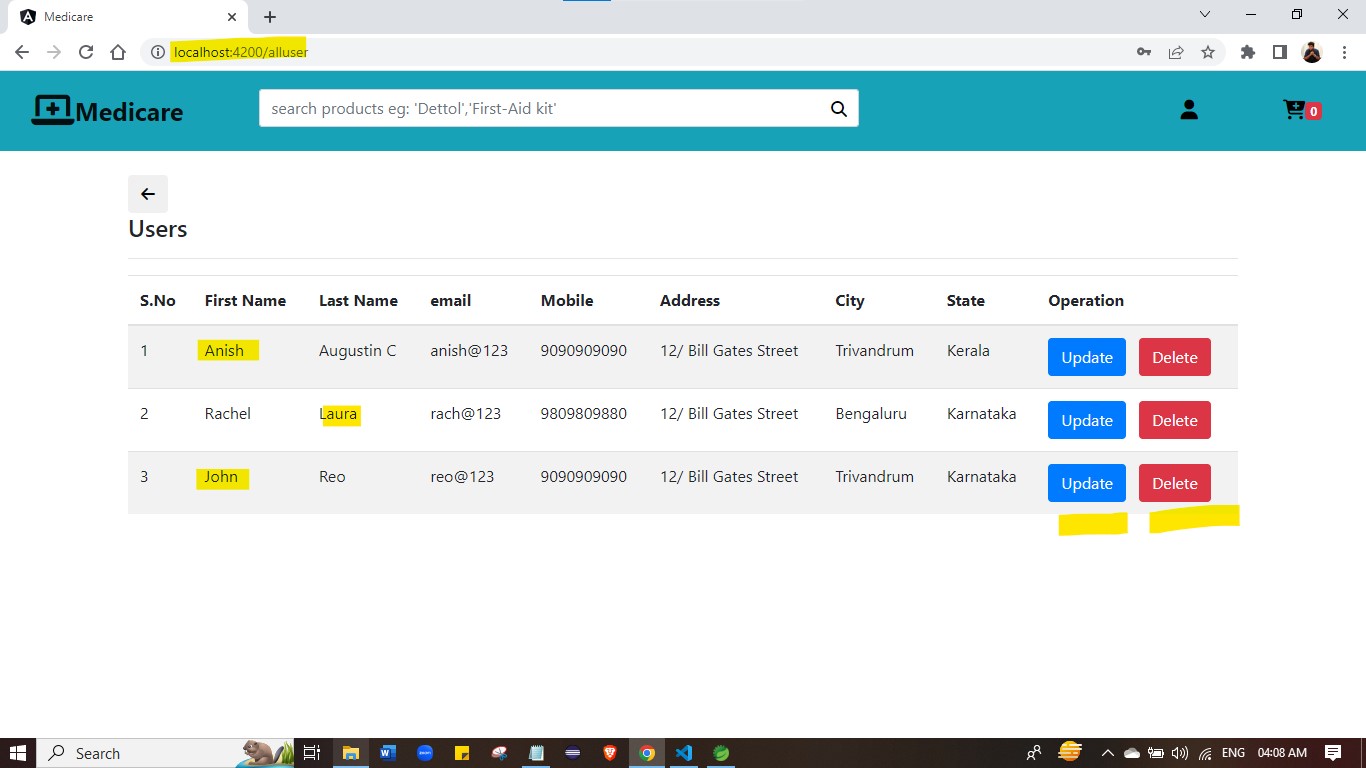 Medicare
localhost:4200/alluser
Medicare
search products eg: 'Dettol','First-Aid kit'
0
Users
S.No First Name Last Name email Mobile Address City State Operation
1 Anish Augustin C anish@123 9090909090 12/ Bill Gates Street Trivandrum Kerala Update Delete
2 Rachel Laura rach@123 9809809880 12/ Bill Gates Street Bengaluru Karnataka Update Delete
3 John Reo reo@123 9090909090 12/ Bill Gates Street Trivandrum Karnataka Update Delete
Search
ENG 04:08 AM